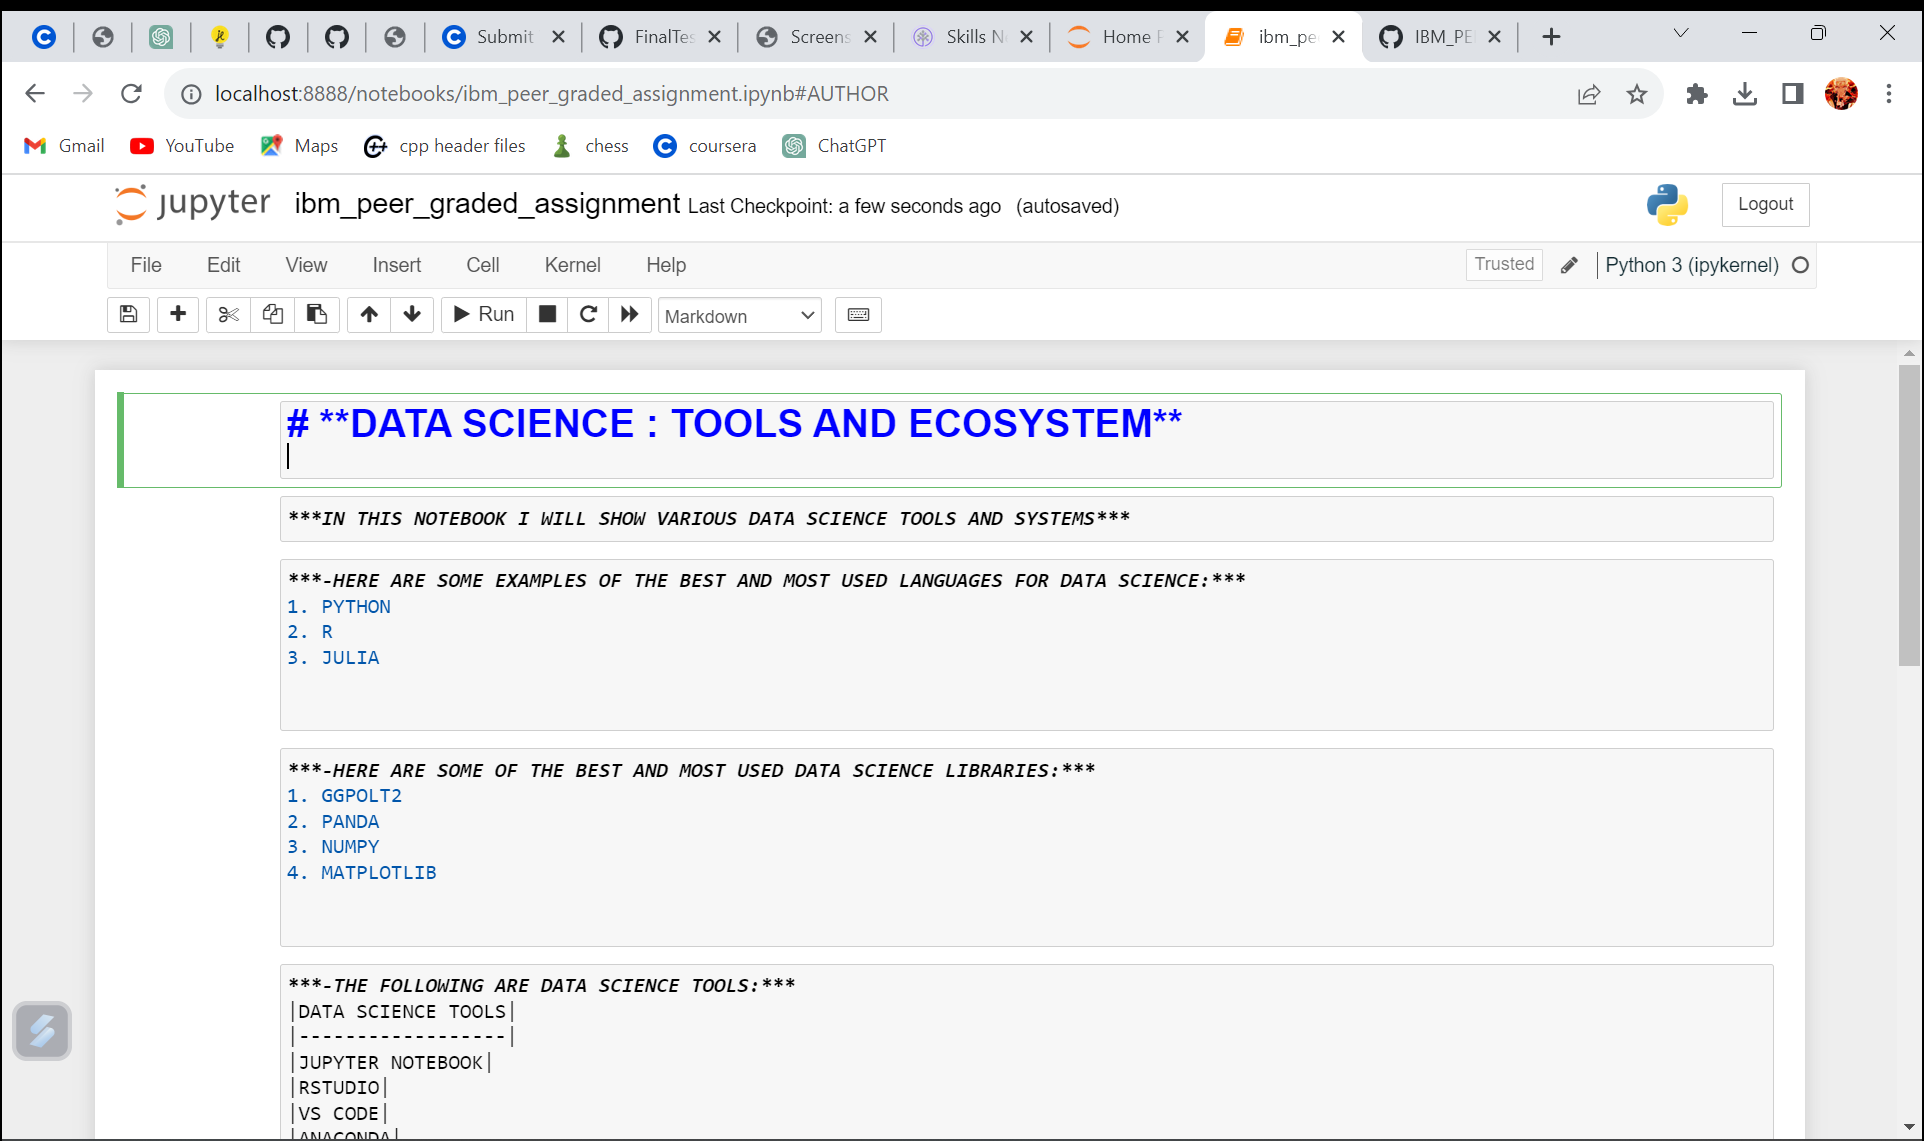 Submit
FinalTes
Screens
Skills N
Home P
ibm_pe
IBM_PE
localhost:8888/notebooks/ibm_peer_graded_assignment.ipynb#AUTHOR
Gmail YouTube Maps cpp header files chess coursera ChatGPT
jupyter ibm_peer_graded_assignment Last Checkpoint: a few seconds ago (autosaved)
Logout
File Edit View Insert Cell Kernel Help Trusted Python 3 (ipykernel)
Run Markdown
# **DATA SCIENCE : TOOLS AND ECOSYSTEM**
***IN THIS NOTEBOOK I WILL SHOW VARIOUS DATA SCIENCE TOOLS AND SYSTEMS***
***-HERE ARE SOME EXAMPLES OF THE BEST AND MOST USED LANGUAGES FOR DATA SCIENCE:***
1. PYTHON
2. R
3. JULIA
***-HERE ARE SOME OF THE BEST AND MOST USED DATA SCIENCE LIBRARIES:***
1. GGPOLT2
2. PANDA
3. NUMPY
4. MATPLOTLIB
***-THE FOLLOWING ARE DATA SCIENCE TOOLS:***
|DATA SCIENCE TOOLS|
|------------------|
|JUPYTER NOTEBOOK|
|RSTUDIO|
|VS CODE|
|ANACONDA|